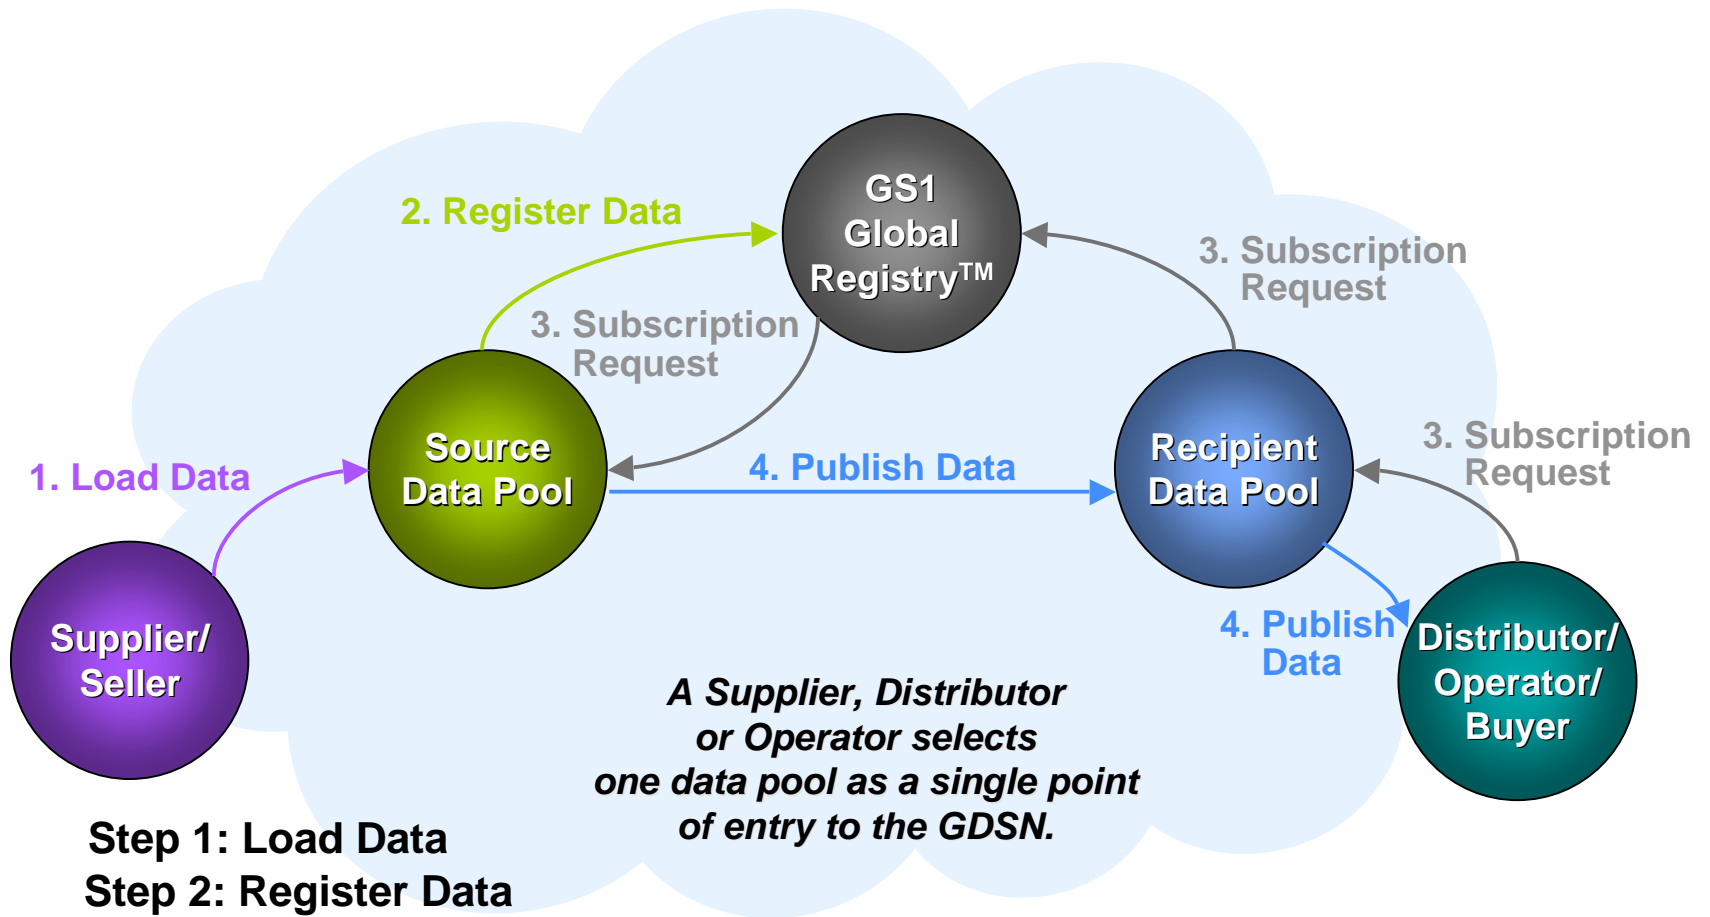 GS1
Global
Registry™
2. Register Data
3. Subscription
Request
3. Subscription
Request
Source
Data Pool
Recipient
Data Pool
3. Subscription
Request
1. Load Data
4. Publish Data
Supplier/
Seller
4. Publish
Data
Distributor/
Operator/
Buyer
A Supplier, Distributor
or Operator selects
one data pool as a single point
of entry to the GDSN.
Step 1: Load Data
Step 2: Register Data